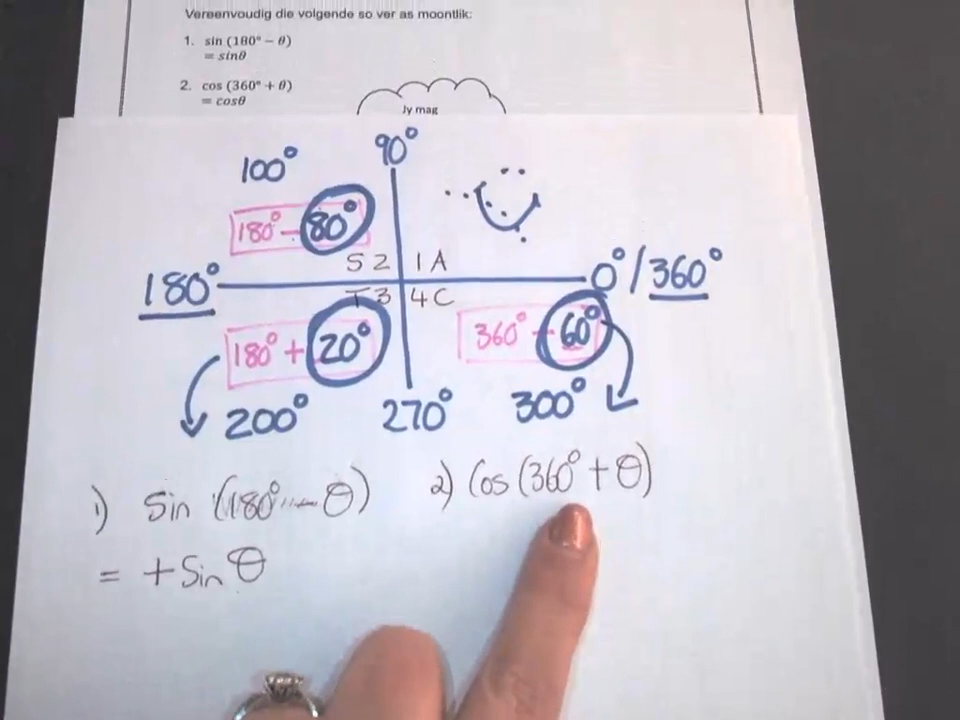 Vereenvoudig die volgende so ver as moontlik:
1. sin (180° − θ)
= sinθ
2. cos (360° + θ)
= cosθ
Jy mag
90°
100°
180° − 80°
S 2 1 A
180° 0° / 360°
T 3 4 C
180° + 20° 360° − 60°
200° 270° 300°
1) Sin (180° − θ) 2) Cos (360° + θ)
= + Sin θ